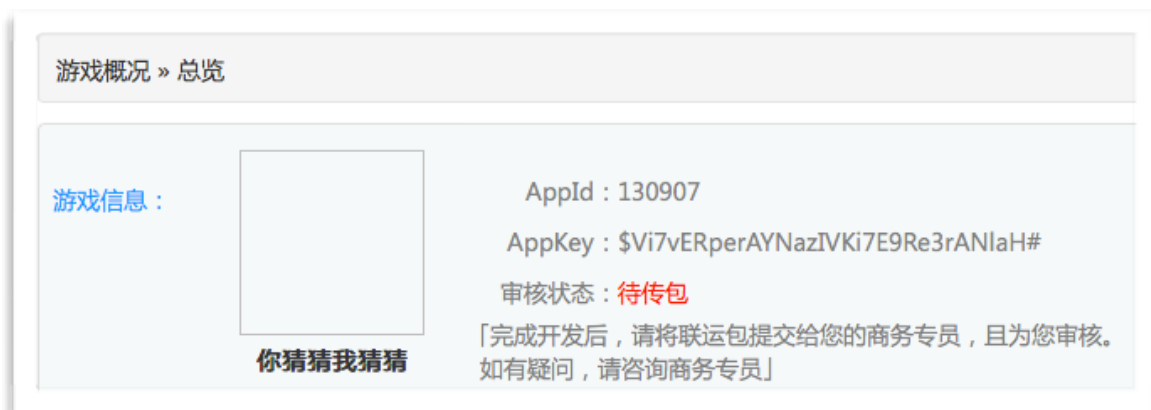 游戏概况 » 总览
游戏信息：
AppId：130907
AppKey：$Vi7vERperAYNazIVKi7E9Re3rANlaH#
审核状态：待传包
「完成开发后，请将联运包提交给您的商务专员，且为您审核。
如有疑问，请咨询商务专员」
你猜猜我猜猜